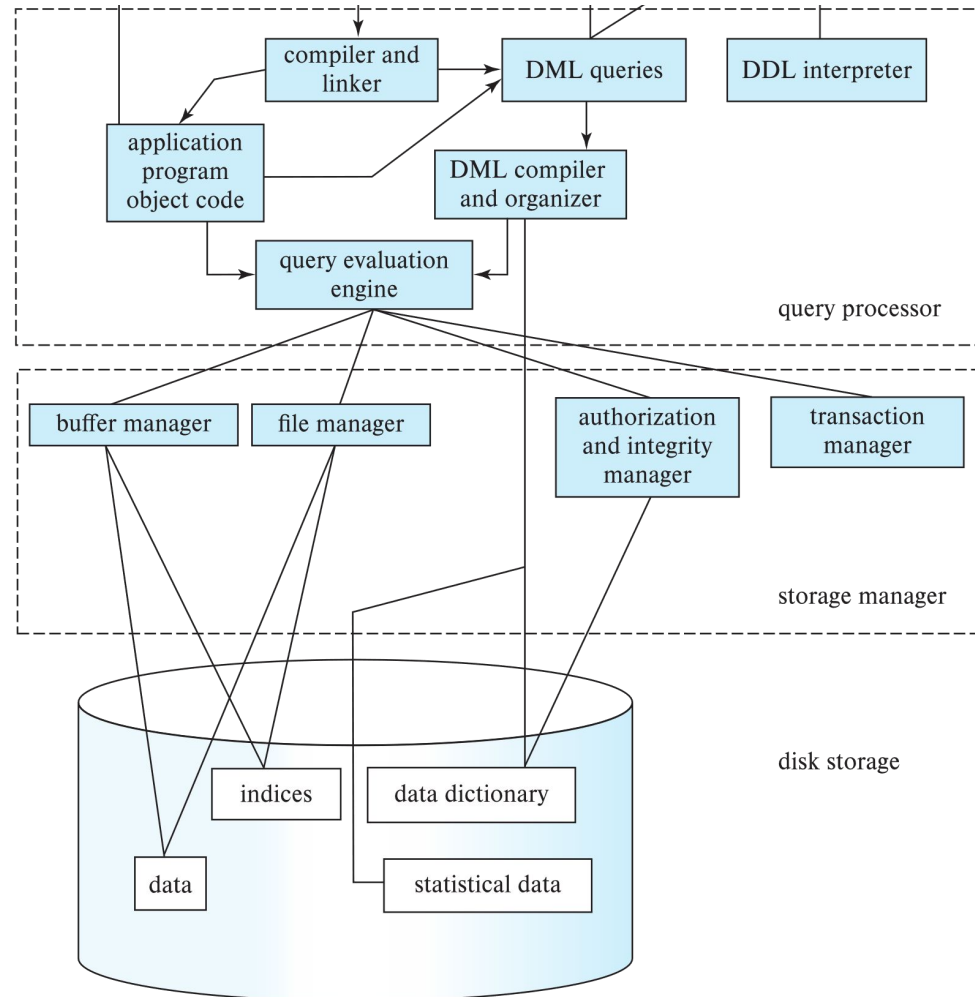 compiler and
linker
DML queries
DDL interpreter
application
program
object code
DML compiler
and organizer
query evaluation
engine
query processor
buffer manager
file manager
authorization
and integrity
manager
transaction
manager
storage manager
disk storage
indices
data dictionary
data
statistical data